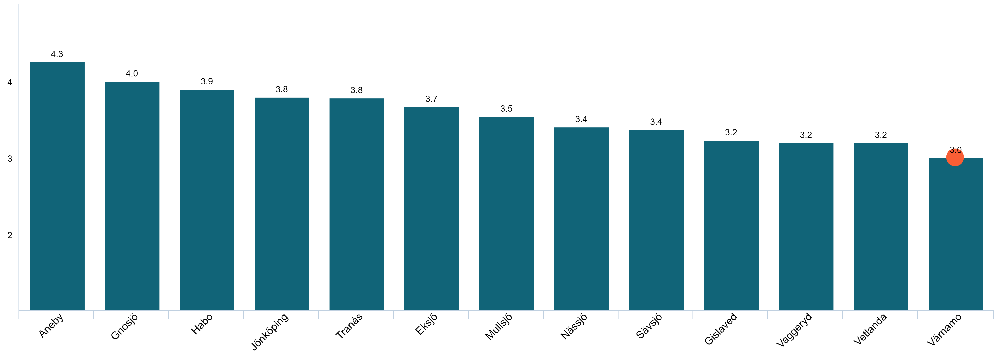 4.3
4.0
3.9
3.8
3.8
3.7
3.5
3.4
3.4
3.2
3.2
3.2
3.0
4
3
2
Aneby
Gnosjö
Habo
Jönköping
Tranås
Eksjö
Mullsjö
Nässjö
Sävsjö
Gislaved
Vaggeryd
Vetlanda
Värnamo